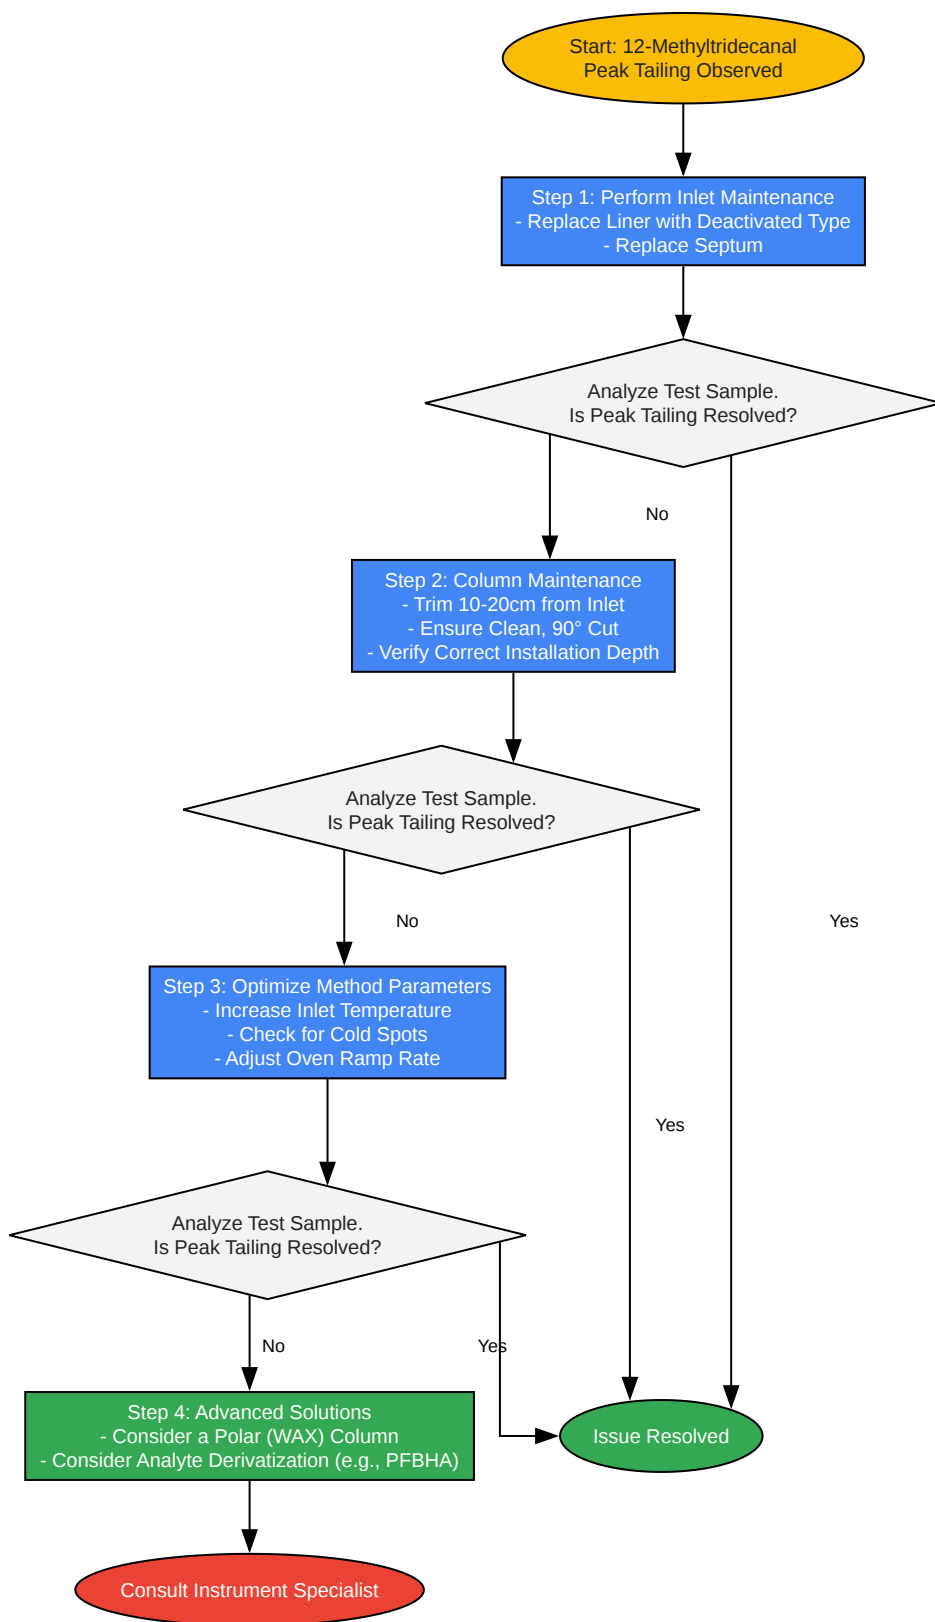 Start: 12-Methyltridecanal
Peak Tailing Observed
Step 1: Perform Inlet Maintenance
- Replace Liner with Deactivated Type
- Replace Septum
Analyze Test Sample.
Is Peak Tailing Resolved?
No
Step 2: Column Maintenance
- Trim 10-20cm from Inlet
- Ensure Clean, 90° Cut
- Verify Correct Installation Depth
Analyze Test Sample.
Is Peak Tailing Resolved?
No
Yes
Step 3: Optimize Method Parameters
- Increase Inlet Temperature
- Check for Cold Spots
- Adjust Oven Ramp Rate
Yes
Analyze Test Sample.
Is Peak Tailing Resolved?
No
Yes
Step 4: Advanced Solutions
- Consider a Polar (WAX) Column
- Consider Analyte Derivatization (e.g., PFBHA)
Issue Resolved
Consult Instrument Specialist